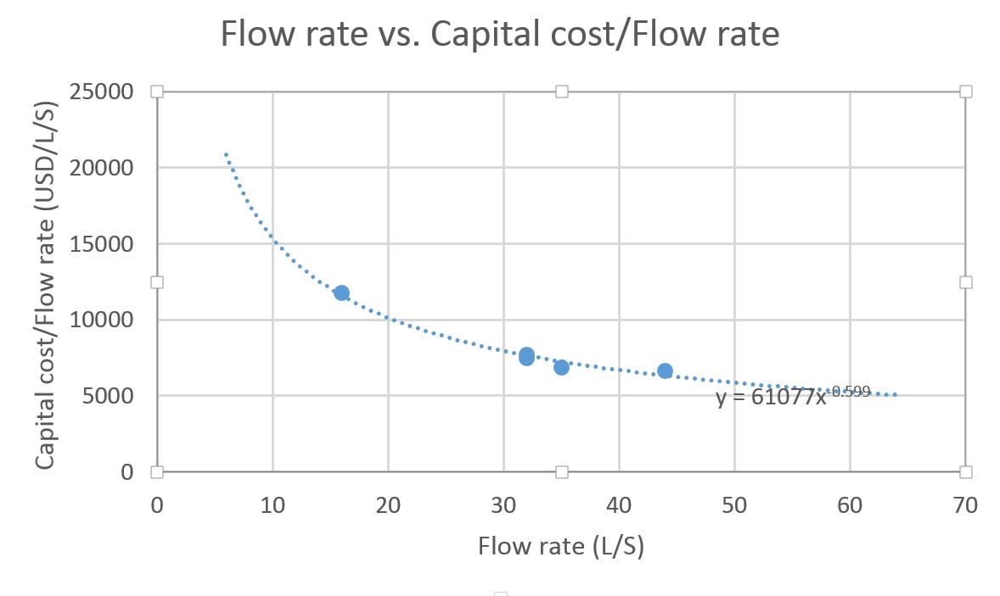 Flow rate vs. Capital cost/Flow rate
Capital cost/Flow rate (USD/L/S)
25000
20000
15000
10000
5000
0
y = 61077x^-0.599
0 10 20 30 40 50 60 70
Flow rate (L/S)